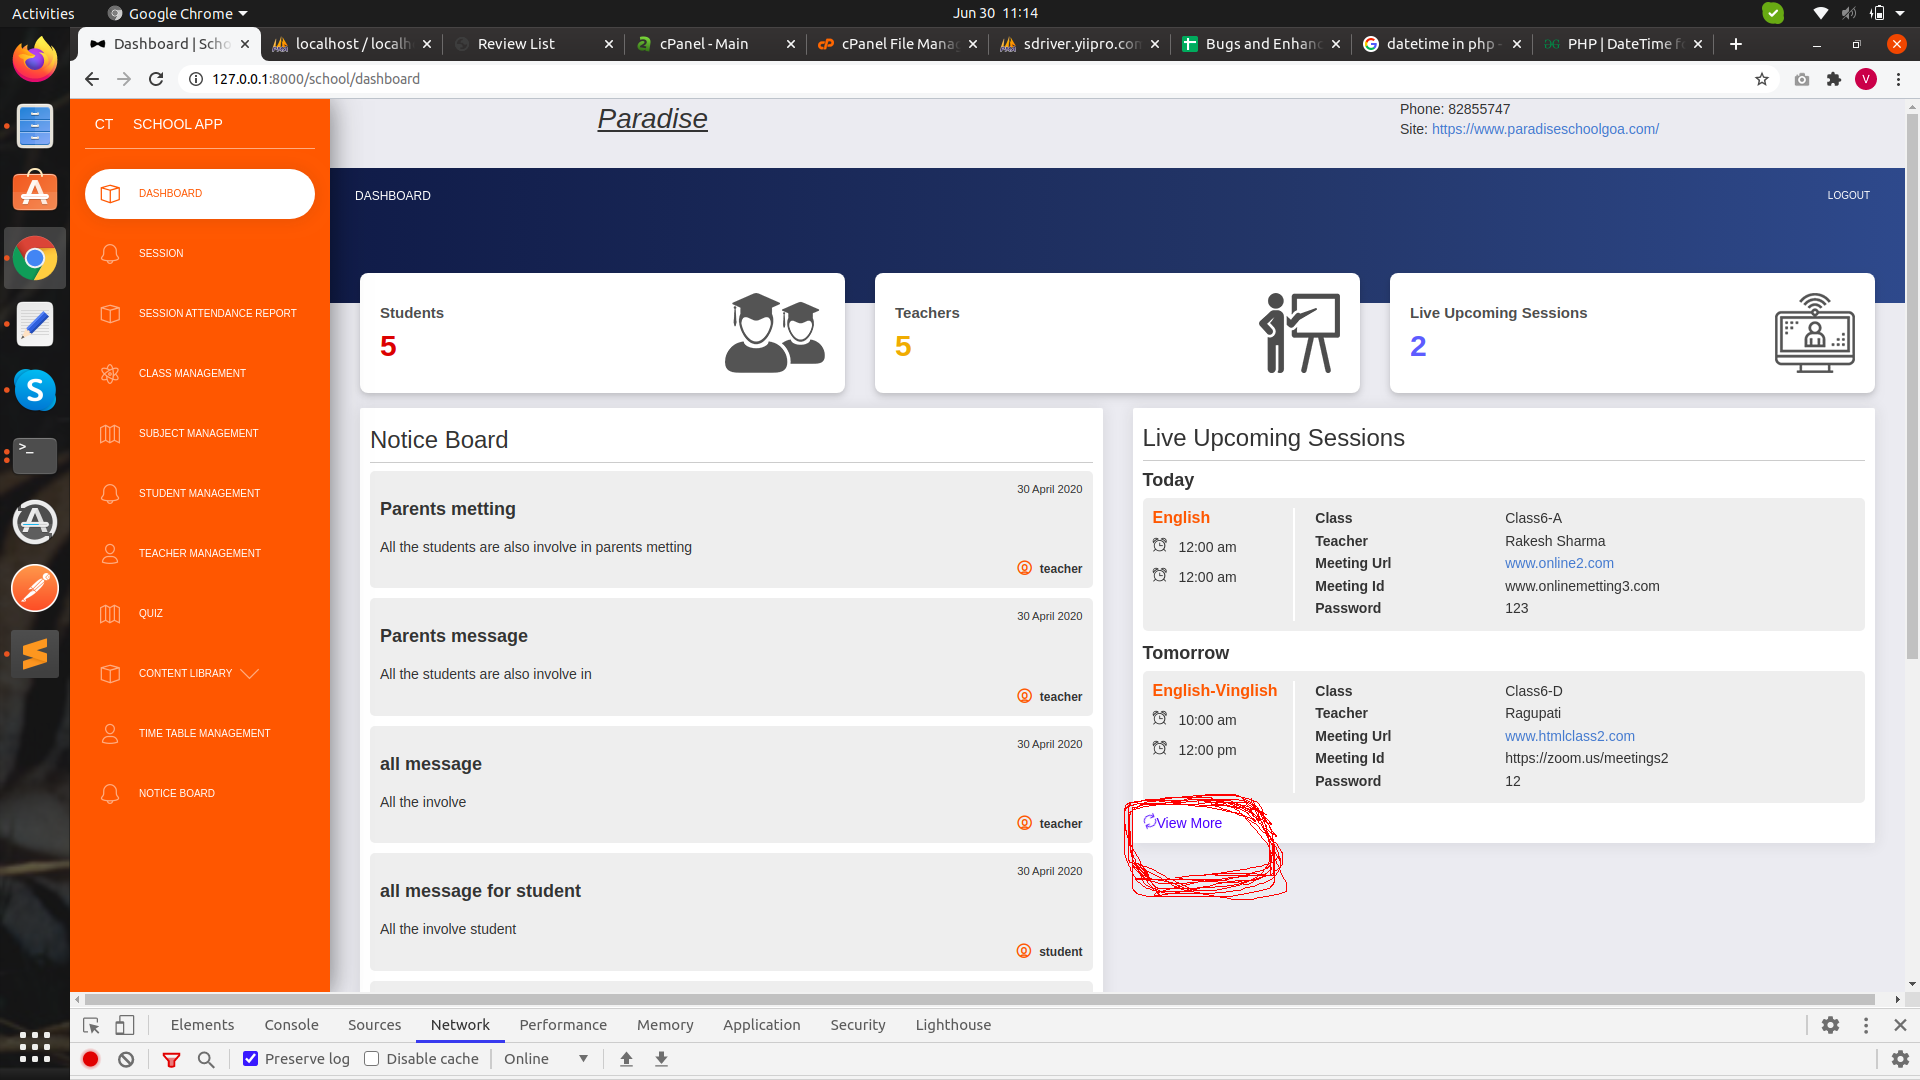 Activities
Google Chrome
Jun 30 11:14
Dashboard | Scho
localhost / localh
Review List
cPanel - Main
cPanel File Mana
sdriver.yiipro.con
Bugs and Enhanc
datetime in php -
PHP | DateTime f
127.0.0.1:8000/school/dashboard
V
CT SCHOOL APP
Paradise
Phone: 82855747
Site: https://www.paradiseschoolgoa.com/
DASHBOARD
SESSION
SESSION ATTENDANCE REPORT
CLASS MANAGEMENT
SUBJECT MANAGEMENT
STUDENT MANAGEMENT
TEACHER MANAGEMENT
QUIZ
CONTENT LIBRARY
TIME TABLE MANAGEMENT
NOTICE BOARD
DASHBOARD
LOGOUT
Students
5
Teachers
5
Live Upcoming Sessions
2
Notice Board
30 April 2020
Parents metting
All the students are also involve in parents metting
teacher
30 April 2020
Parents message
All the students are also involve in
teacher
30 April 2020
all message
All the involve
teacher
30 April 2020
all message for student
All the involve student
student
Live Upcoming Sessions
Today
English
12:00 am
12:00 am
Class Class6-A
Teacher Rakesh Sharma
Meeting Url www.online2.com
Meeting Id www.onlinemetting3.com
Password 123
Tomorrow
English-Vinglish
10:00 am
12:00 pm
Class Class6-D
Teacher Ragupati
Meeting Url www.htmlclass2.com
Meeting Id https://zoom.us/meetings2
Password 12
View More
Elements Console Sources Network Performance Memory Application Security Lighthouse
Preserve log Disable cache Online